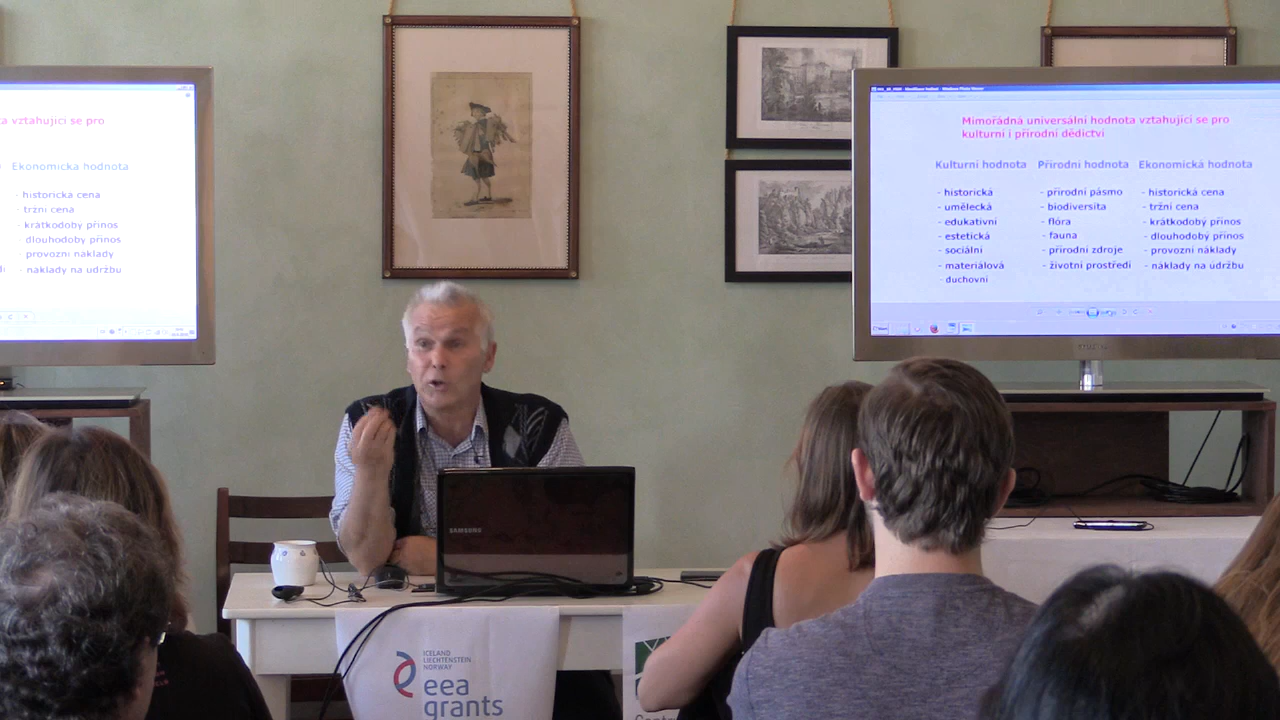 a vztahující se pro
Ekonomická hodnota
- historická cena
- tržní cena
- krátkodobý přínos
- dlouhodobý přínos
- provozní náklady
- náklady na údržbu
Mimořádná universální hodnota vztahující se pro
kulturní i přírodní dědictví
Kulturní hodnota
- historická
- umělecká
- edukativní
- estetická
- sociální
- materiálová
- duchovní
Přírodní hodnota
- přírodní pásmo
- biodiversita
- flóra
- fauna
- přírodní zdroje
- životní prostředí
Ekonomická hodnota
- historická cena
- tržní cena
- krátkodobý přínos
- dlouhodobý přínos
- provozní náklady
- náklady na údržbu
SAMSUNG
ICELAND
LIECHTENSTEIN
NORWAY
eea
grants